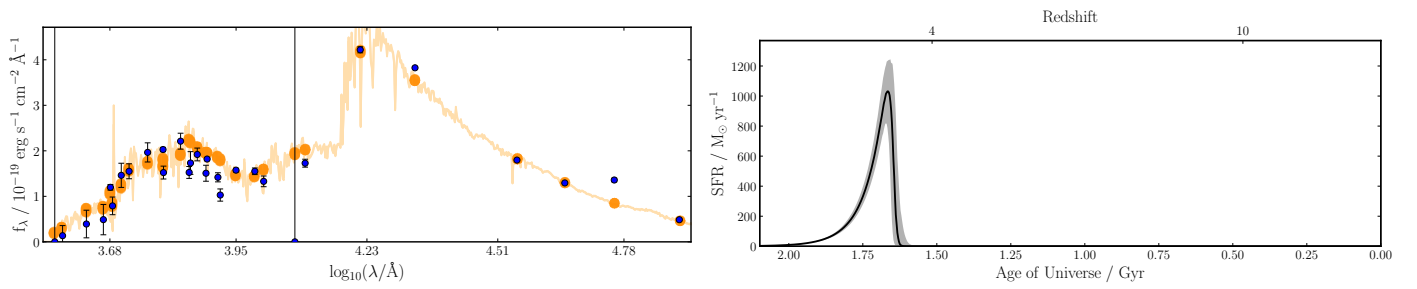 f_λ / 10⁻¹⁹ erg s⁻¹ cm⁻² Å⁻¹
4
3
2
1
0
3.68 3.95 4.23 4.51 4.78
log₁₀(λ/Å)
Redshift
4 10
SFR / M⊙ yr⁻¹
1200
1000
800
600
400
200
0
2.00 1.75 1.50 1.25 1.00 0.75 0.50 0.25 0.00
Age of Universe / Gyr